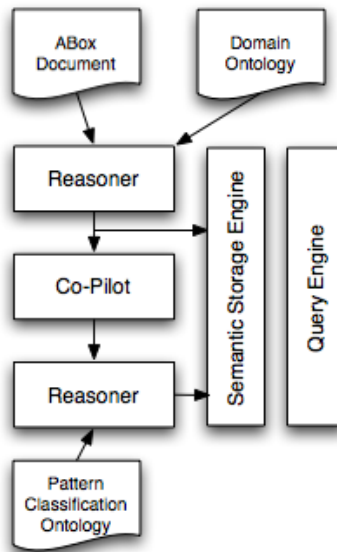 ABox
Document
Domain
Ontology
Reasoner
Co-Pilot
Reasoner
Semantic Storage Engine
Query Engine
Pattern
Classification
Ontology